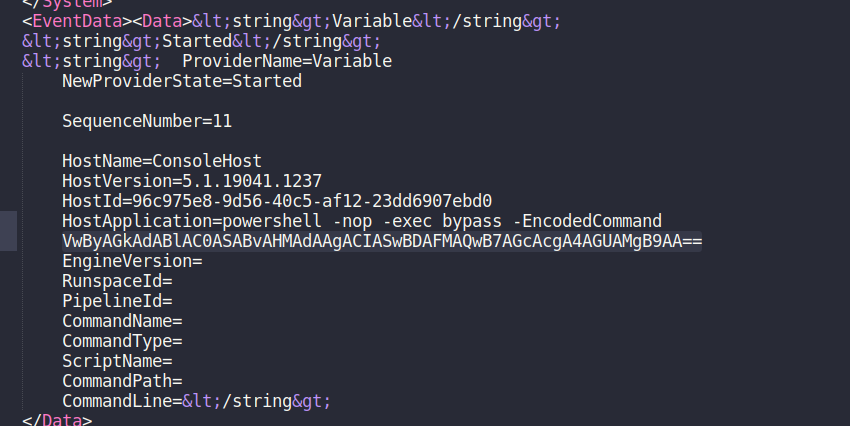 </System>
<EventData><Data>&lt;string&gt;Variable&lt;/string&gt;
&lt;string&gt;Started&lt;/string&gt;
&lt;string&gt;  ProviderName=Variable
NewProviderState=Started
SequenceNumber=11
HostName=ConsoleHost
HostVersion=5.1.19041.1237
HostId=96c975e8-9d56-40c5-af12-23dd6907ebd0
HostApplication=powershell -nop -exec bypass -EncodedCommand
VwByAGkAdABlAC0ASABvAHMAdAAgACIASwBDAFMAQwB7AGcAcgA4AGUAMgB9AA==
EngineVersion=
RunspaceId=
PipelineId=
CommandName=
CommandType=
ScriptName=
CommandPath=
CommandLine=&lt;/string&gt;
</Data>